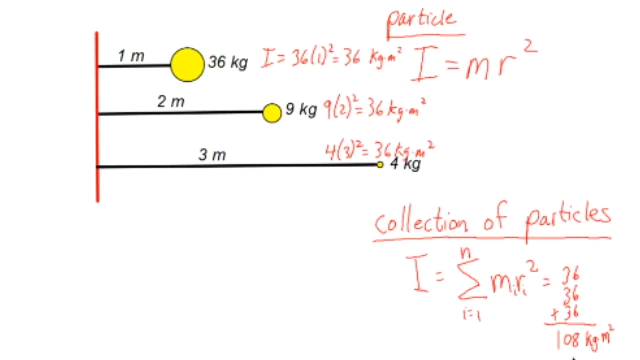 particle
1 m 36 kg I = 36(1)² = 36 kg·m² I = mr²
2 m 9 kg 9(2)² = 36 kg·m²
3 m 4(3)² = 36 kg·m²
4 kg
collection of particles
I = n ∑ i=1 mᵢrᵢ² = 36
36
+ 36
108 kg·m²